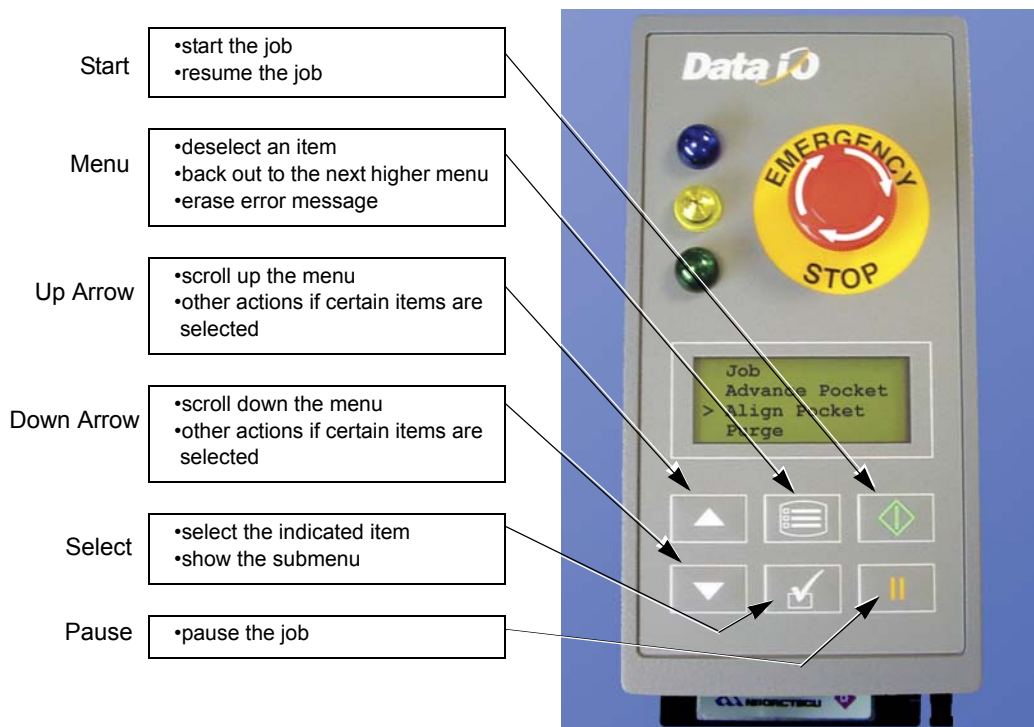 Start
•start the job
•resume the job
Menu
•deselect an item
•back out to the next higher menu
•erase error message
Up Arrow
•scroll up the menu
•other actions if certain items are
selected
Down Arrow
•scroll down the menu
•other actions if certain items are
selected
Select
•select the indicated item
•show the submenu
Pause
•pause the job
Data iO
EMERGENCY
STOP
Job
Advance Pocket
> Align Pocket
Purge